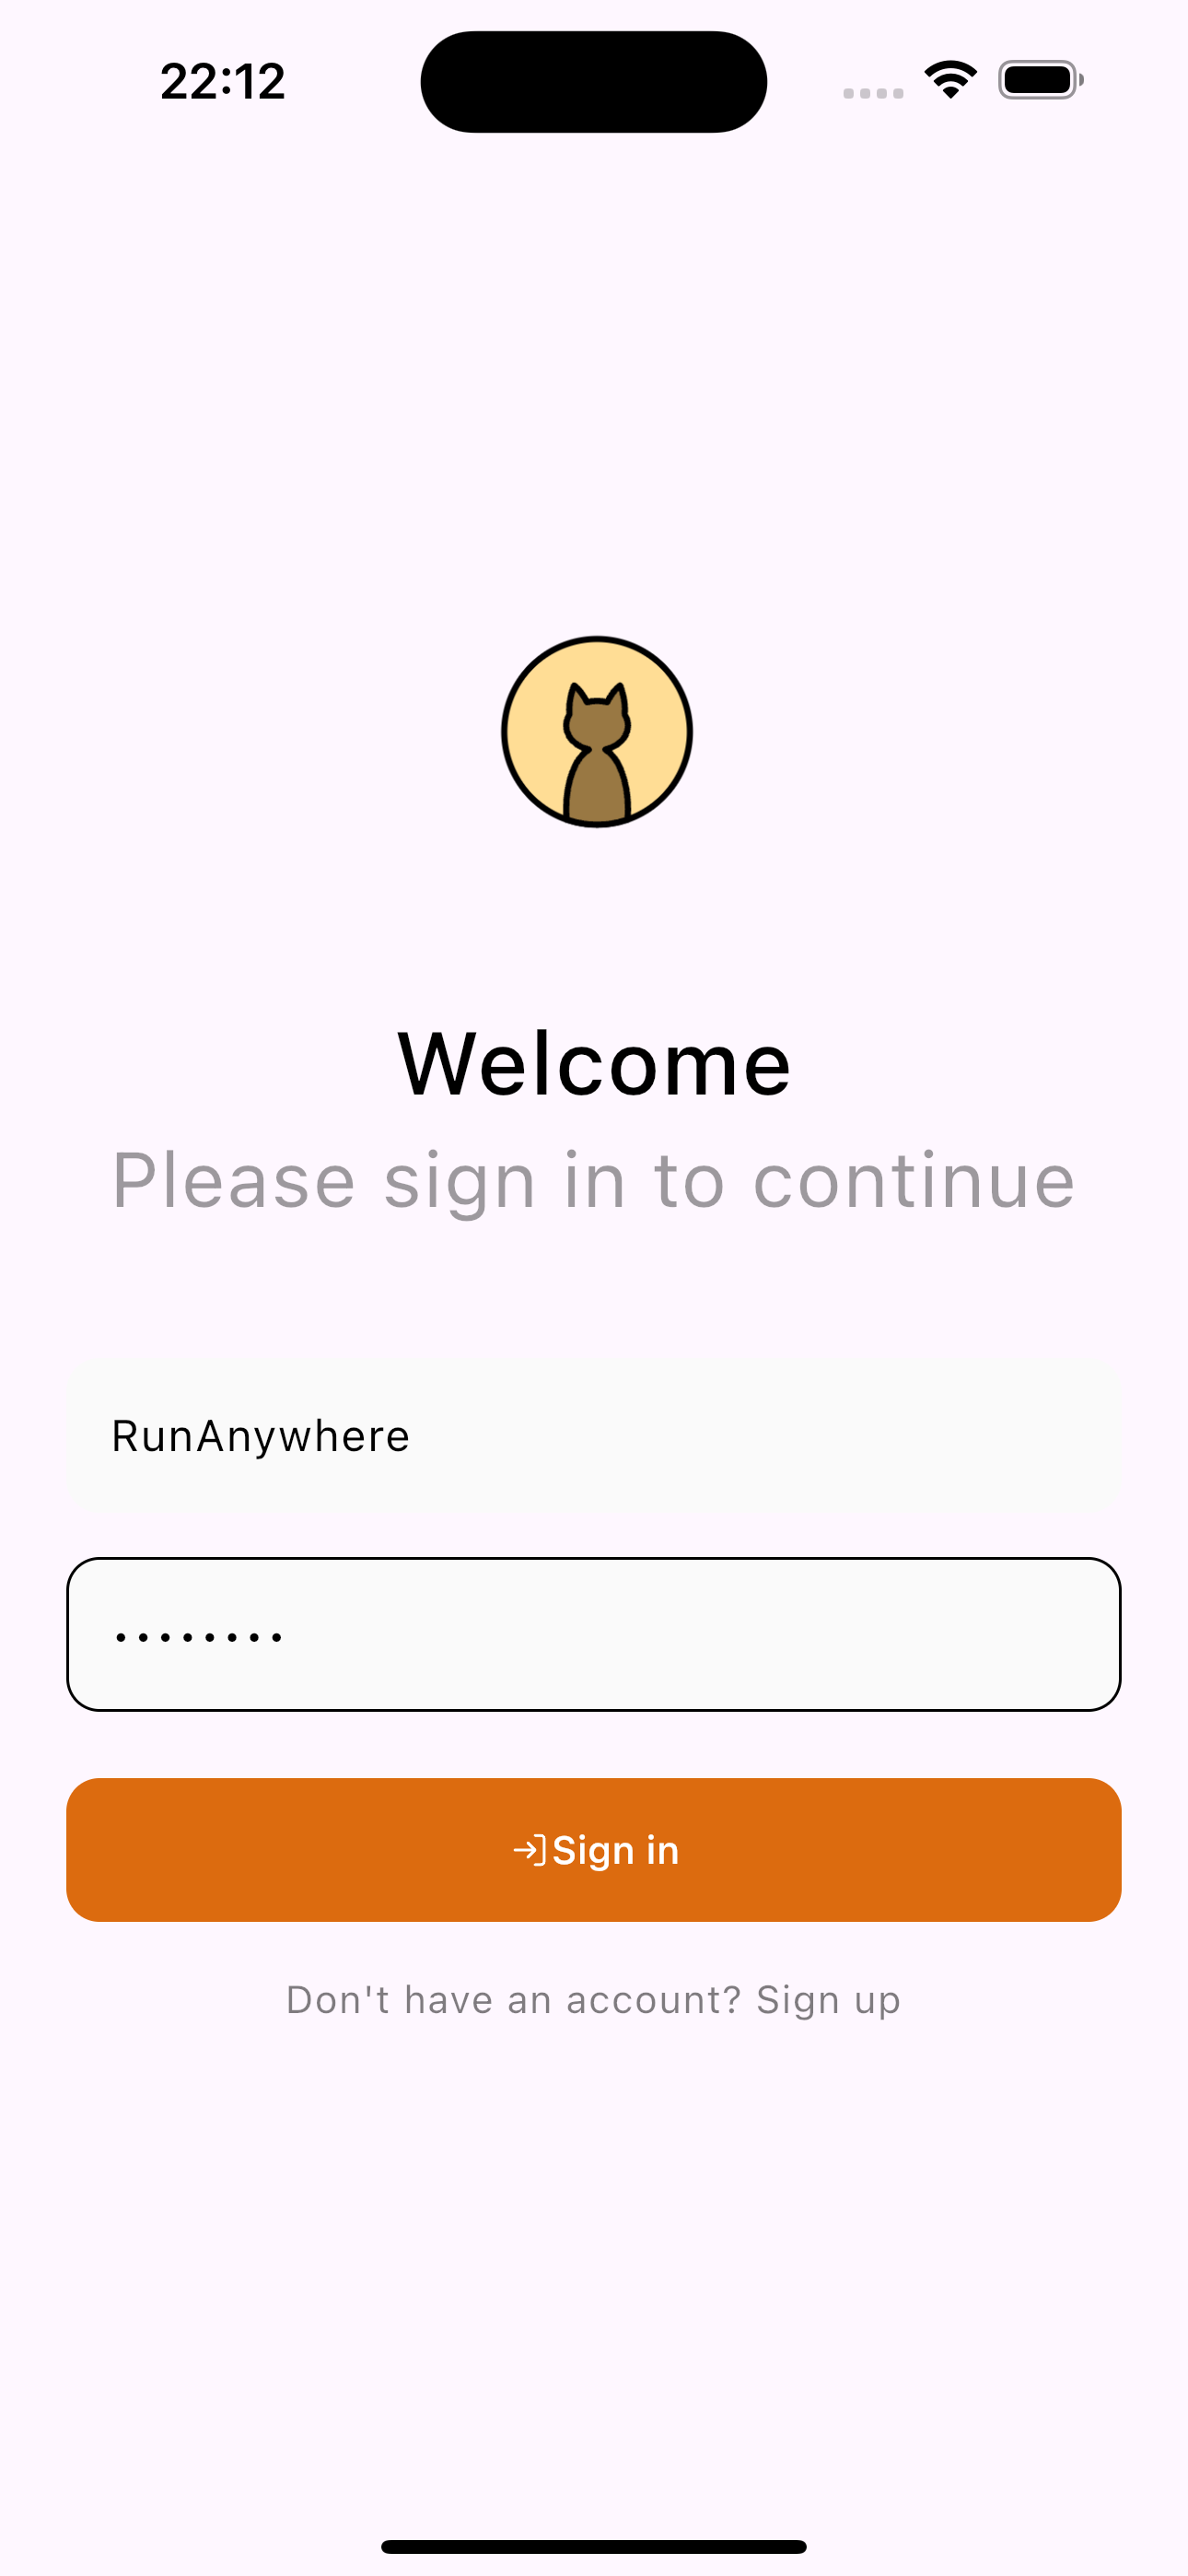 22:12
Welcome
Please sign in to continue
RunAnywhere
••••••••
Sign in
Don't have an account? Sign up